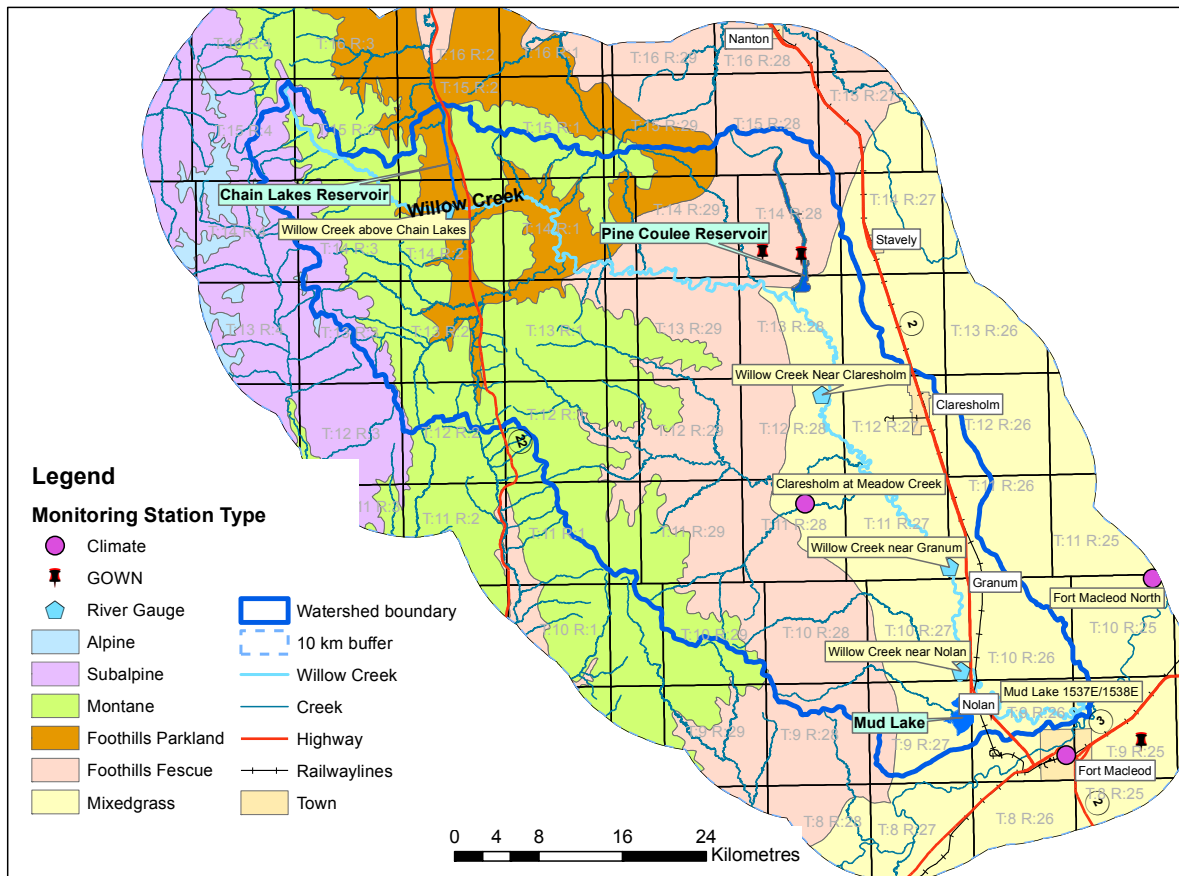 Nanton
T:16 R:4
T:16 R:3
T:16 R:2
T:16 R:1
T:16 R:29
T:16 R:28
T:15 R:4
T:15 R:3
T:15 R:2
T:15 R:1
T:15 R:29
T:15 R:28
T:15 R:27
Chain Lakes Reservoir
Willow Creek
Willow Creek above Chain Lakes
T:14 R:4
T:14 R:3
T:14 R:2
T:14 R:1
T:14 R:29
T:14 R:28
T:14 R:27
Pine Coulee Reservoir
Stavely
T:13 R:4
T:13 R:3
T:13 R:2
T:13 R:1
T:13 R:29
T:13 R:28
T:13 R:26
2
Willow Creek Near Claresholm
Claresholm
T:12 R:3
T:12 R:2
T:12 R:1
T:12 R:29
T:12 R:28
T:12 R:27
T:12 R:26
22
Claresholm at Meadow Creek
T:11 R:2
T:11 R:1
T:11 R:29
T:11 R:28
T:11 R:27
T:11 R:26
T:11 R:25
Willow Creek near Granum
Granum
Fort Macleod North
T:10 R:1
T:10 R:29
T:10 R:28
T:10 R:27
T:10 R:26
T:10 R:25
Willow Creek near Nolan
Mud Lake 1537E/1538E
Nolan
Mud Lake
T:9 R:29
T:9 R:28
T:9 R:27
T:9 R:26
T:9 R:25
3
Fort Macleod
2
T:8 R:28
T:8 R:27
T:8 R:26
T:8 R:25
Legend
Monitoring Station Type
Climate
GOWN
River Gauge
Alpine
Subalpine
Montane
Foothills Parkland
Foothills Fescue
Mixedgrass
Watershed boundary
10 km buffer
Willow Creek
Creek
Highway
Railwaylines
Town
0 4 8 16 24
Kilometres